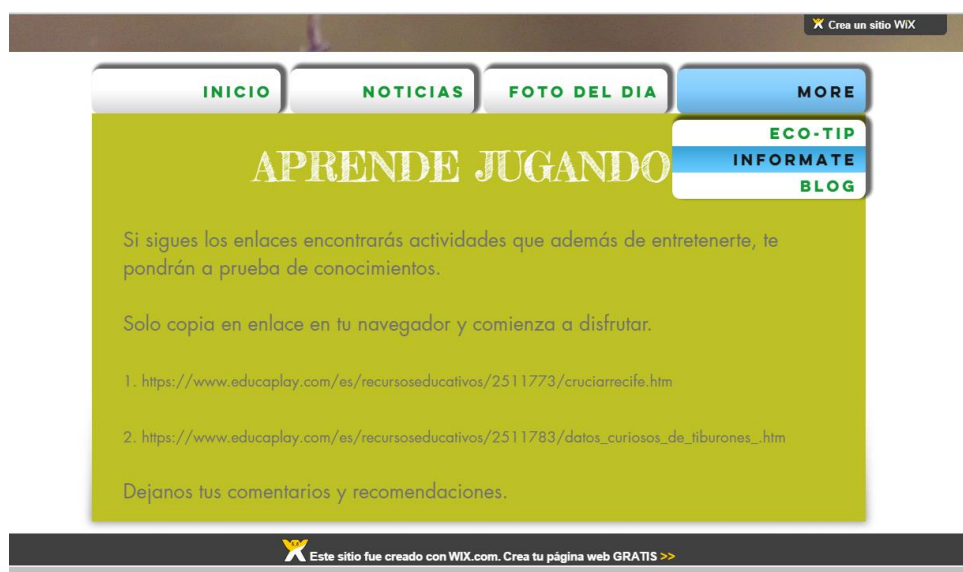 Crea un sitio WiX
INICIO
NOTICIAS
FOTO DEL DIA
MORE
ECO-TIP
INFORMATE
BLOG
APRENDE JUGANDO
Si sigues los enlaces encontrarás actividades que además de entretenerte, te
pondrán a prueba de conocimientos.
Solo copia en enlace en tu navegador y comienza a disfrutar.
1. https://www.educaplay.com/es/recursoseducativos/2511773/cruciarrecife.htm
2. https://www.educaplay.com/es/recursoseducativos/2511783/datos_curiosos_de_tiburones_.htm
Dejanos tus comentarios y recomendaciones.
Este sitio fue creado con WIX.com. Crea tu página web GRATIS >>